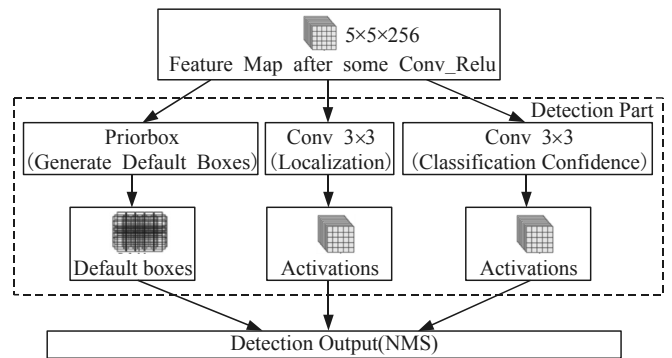 5×5×256
Feature Map after some Conv_Relu
Detection Part
Priorbox
(Generate Default Boxes)
Conv 3×3
(Localization)
Conv 3×3
(Classification Confidence)
Default boxes
Activations
Activations
Detection Output(NMS)